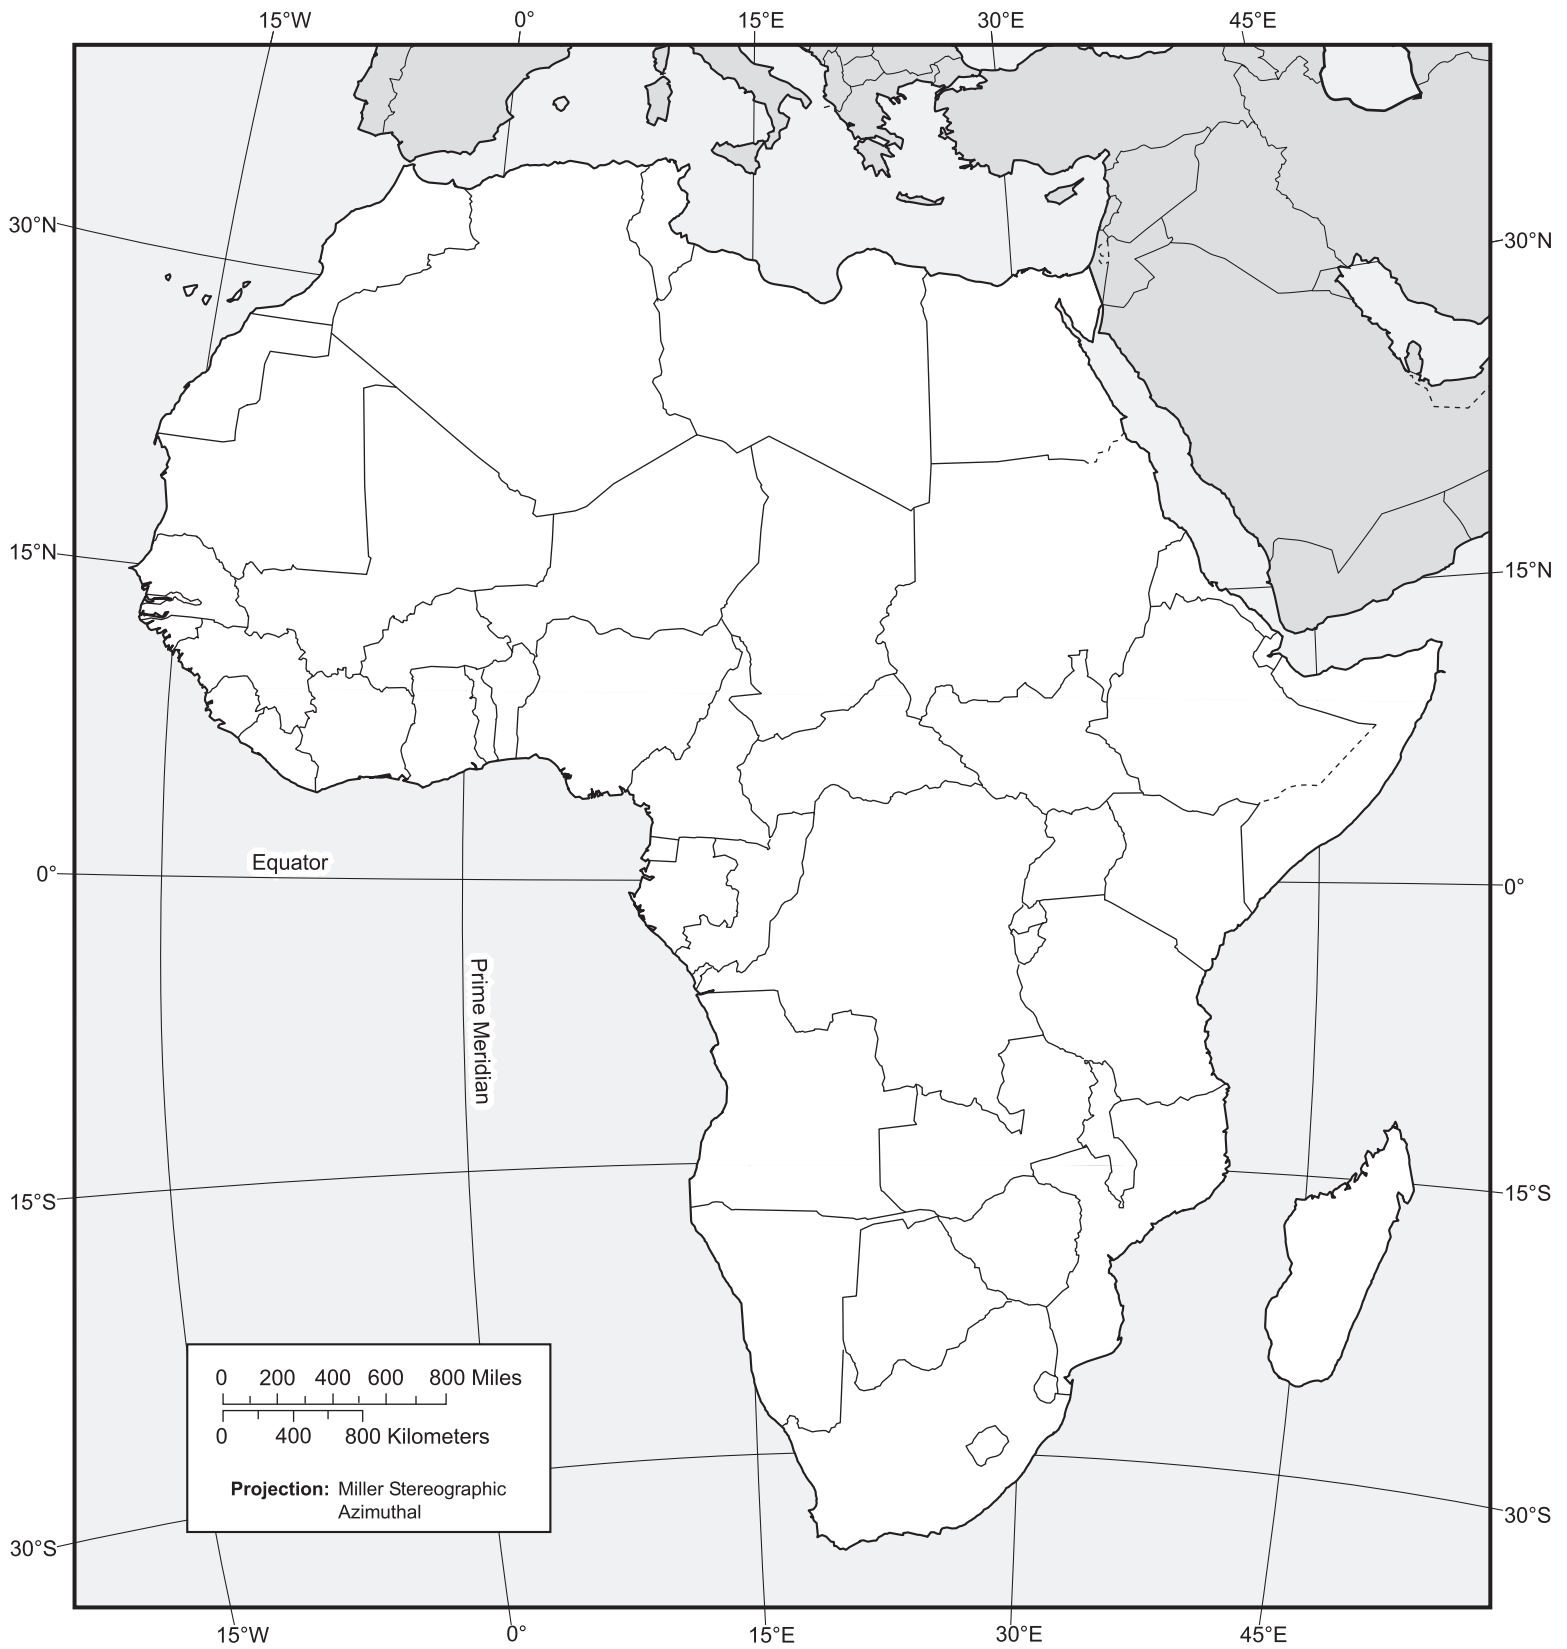 15°W 0° 15°E 30°E 45°E
30°N 30°N
15°N 15°N
Equator
0° 0°
Prime Meridian
15°S 15°S
0 200 400 600 800 Miles
0 400 800 Kilometers
Projection: Miller Stereographic
Azimuthal
30°S 30°S
15°W 0° 15°E 30°E 45°E